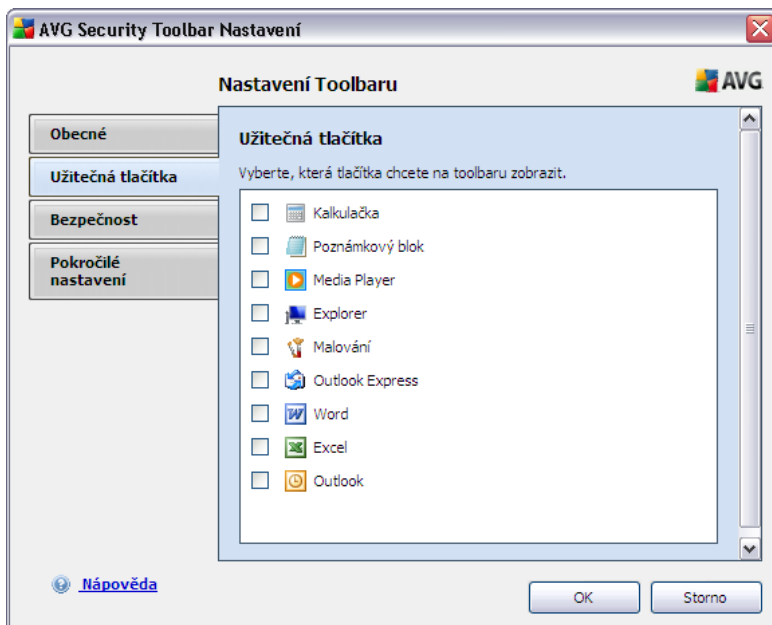 AVG Security Toolbar Nastavení
Nastavení Toolbaru
AVG
Obecné
Užitečná tlačítka
Bezpečnost
Pokročilé
nastavení
Užitečná tlačítka
Vyberte, která tlačítka chcete na toolbaru zobrazit.
Kalkulačka
Poznámkový blok
Media Player
Explorer
Malování
Outlook Express
Word
Excel
Outlook
Nápověda
OK
Storno